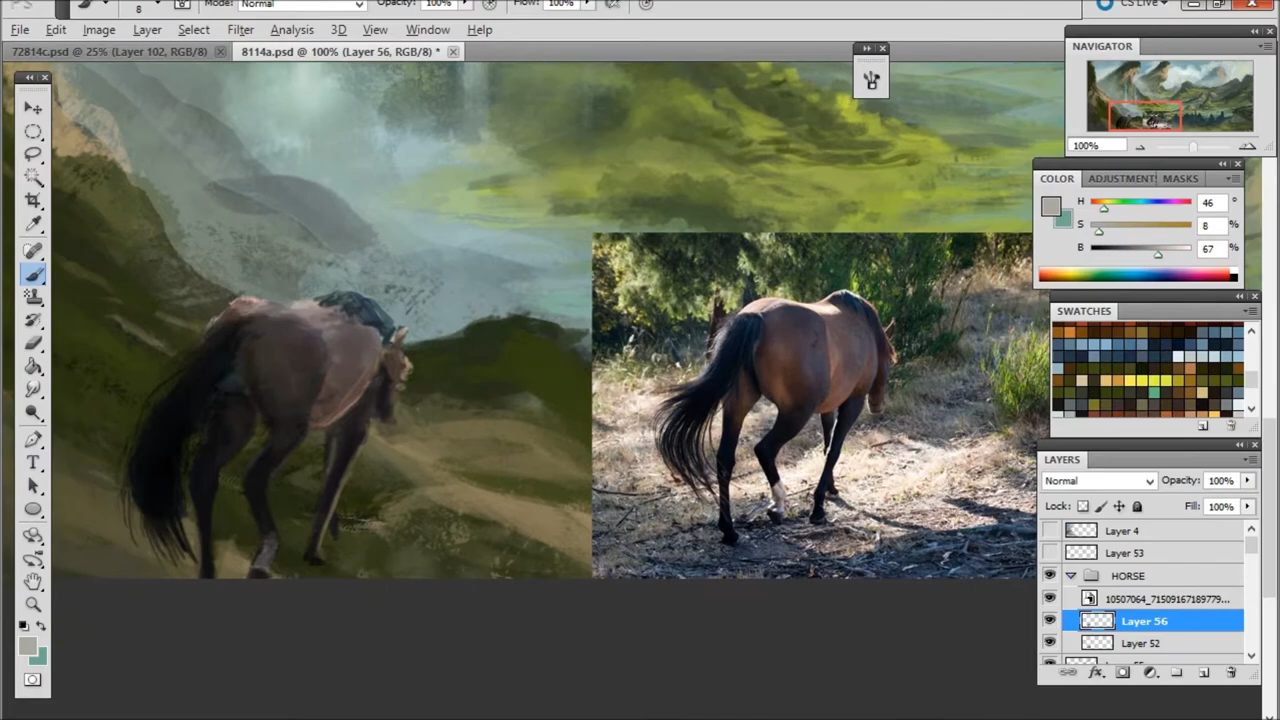 8 Mode: Normal Opacity: 100% Flow: 100% CS Live
File Edit Image Layer Select Filter Analysis 3D View Window Help
72814c.psd @ 25% (Layer 102, RGB/8) 8114a.psd @ 100% (Layer 56, RGB/8) *
NAVIGATOR
100%
COLOR ADJUSTMENT MASKS
H 46 °
S 8 %
B 67 %
SWATCHES
LAYERS
Normal Opacity: 100%
Lock: Fill: 100%
Layer 4
Layer 53
HORSE
10507064_71509167189779...
Layer 56
Layer 52